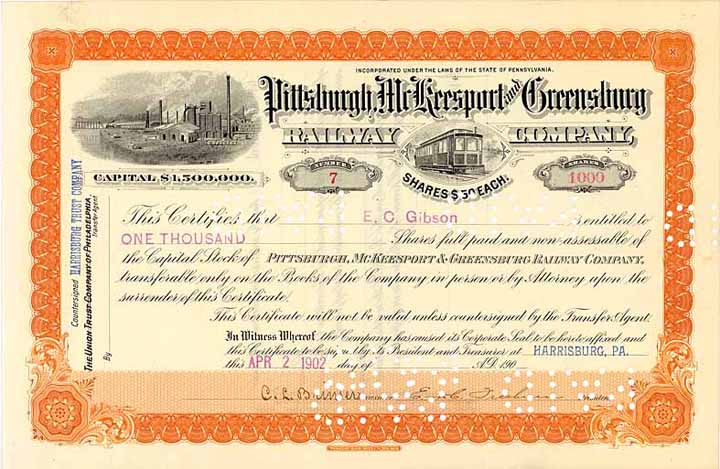 INCORPORATED UNDER THE LAWS OF THE STATE OF PENNSYLVANIA.
Pittsburgh, McKeesport and Greensburg
RAILWAY COMPANY,
CAPITAL $1,500,000.
NUMBER
7
SHARES $50 EACH.
SHARES
1000
This Certifies that E. C. Gibson is entitled to
ONE THOUSAND Shares full paid and non-assessable of
the Capital Stock of PITTSBURGH, MCKEESPORT & GREENSBURG RAILWAY COMPANY,
transferable only on the Books of the Company in person or by Attorney upon the
surrender of this Certificate.
This Certificate will not be valid unless countersigned by the Transfer Agent.
In Witness Whereof the Company has caused its Corporate Seal to be hereto affixed and
this Certificate to be by its President and Treasurer at HARRISBURG, PA.
this APR 2 1902 day of A.D. 190
Countersigned HARRISBURG TRUST COMPANY
THE UNION TRUST COMPANY OF PHILADELPHIA,
Transfer Agent
By